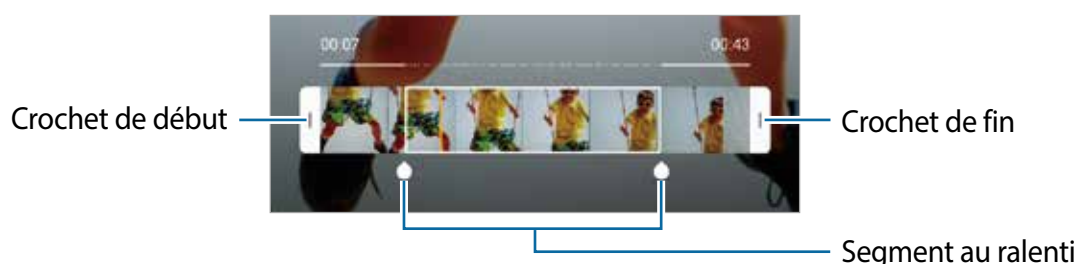 00:07
00:43
Crochet de début
Crochet de fin
Segment au ralenti